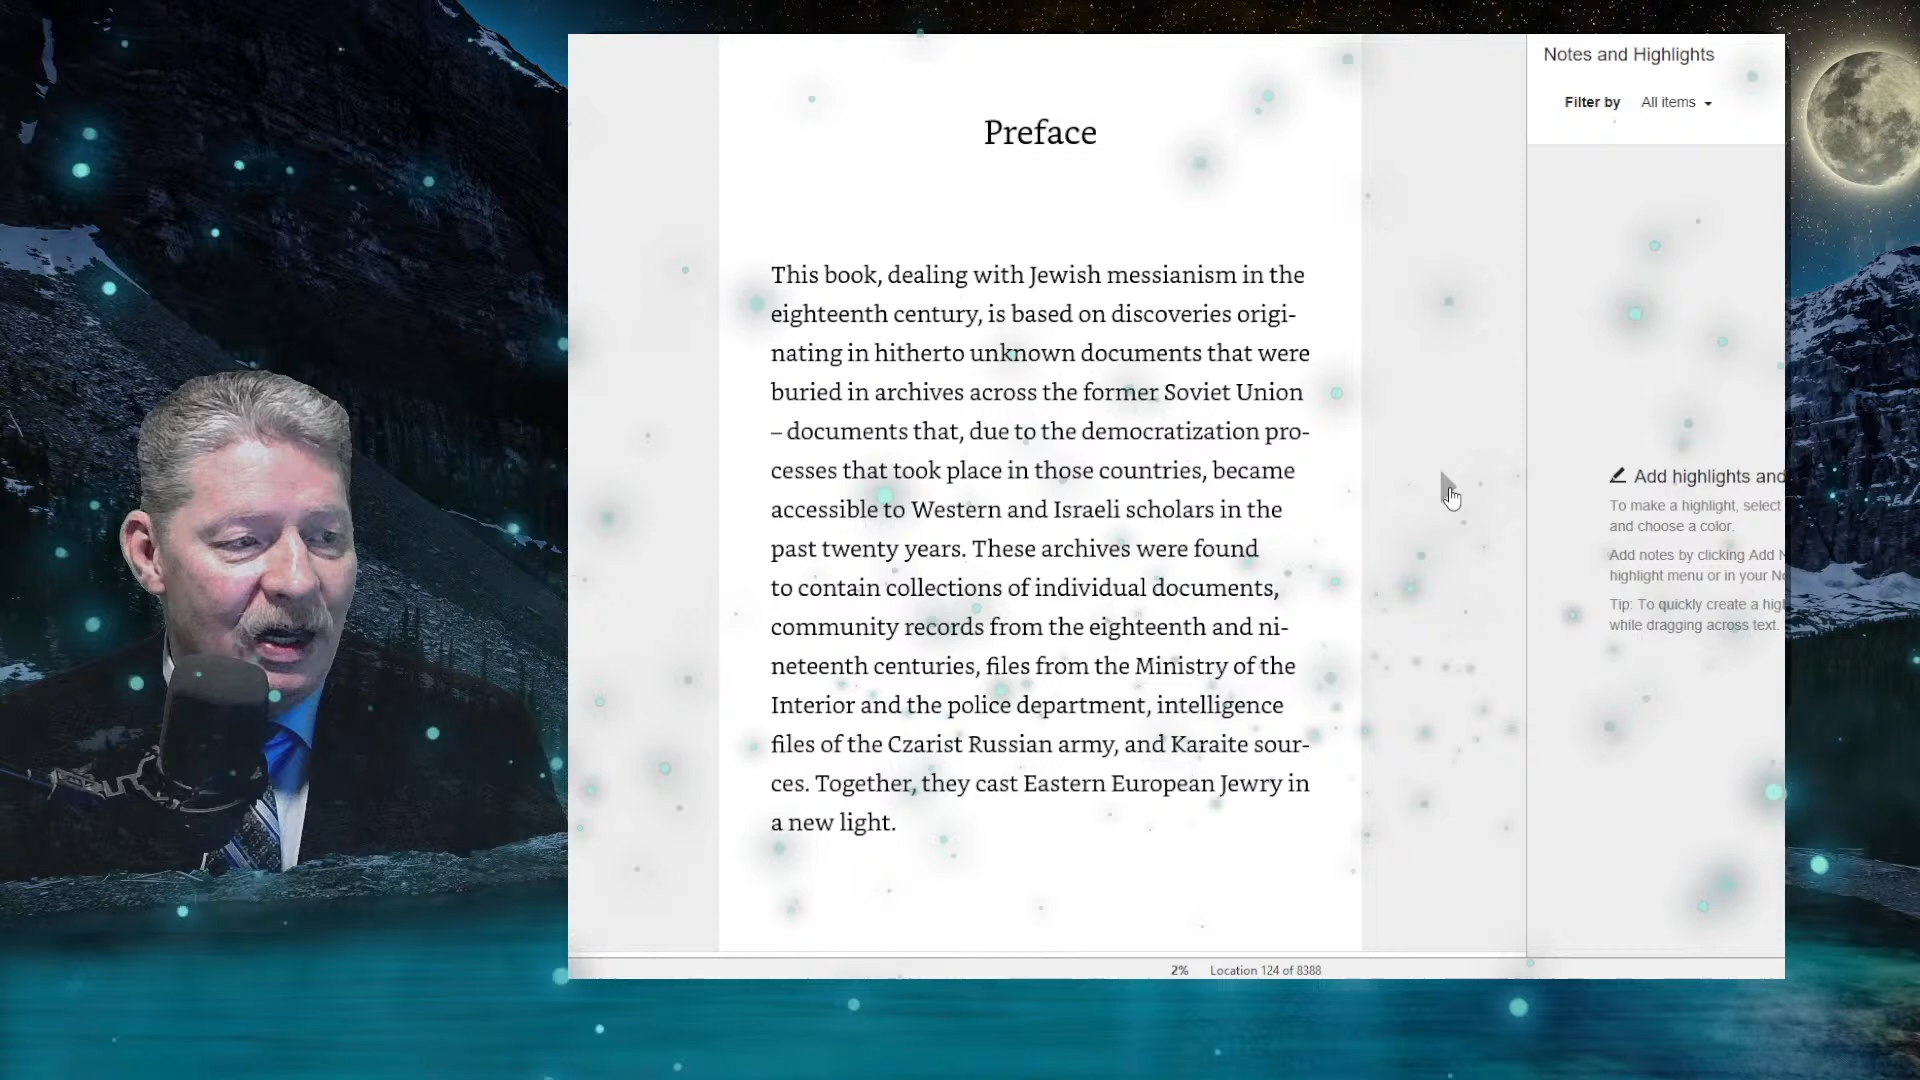 Preface
This book, dealing with Jewish messianism in the
eighteenth century, is based on discoveries origi-
nating in hitherto unknown documents that were
buried in archives across the former Soviet Union
– documents that, due to the democratization pro-
cesses that took place in those countries, became
accessible to Western and Israeli scholars in the
past twenty years. These archives were found
to contain collections of individual documents,
community records from the eighteenth and ni-
neteenth centuries, files from the Ministry of the
Interior and the police department, intelligence
files of the Czarist Russian army, and Karaite sour-
ces. Together, they cast Eastern European Jewry in
a new light.
2% Location 124 of 8388
Notes and Highlights
Filter by All items
Add highlights and
To make a highlight, select
and choose a color.
Add notes by clicking Add N
highlight menu or in your No
Tip: To quickly create a hig
while dragging across text.